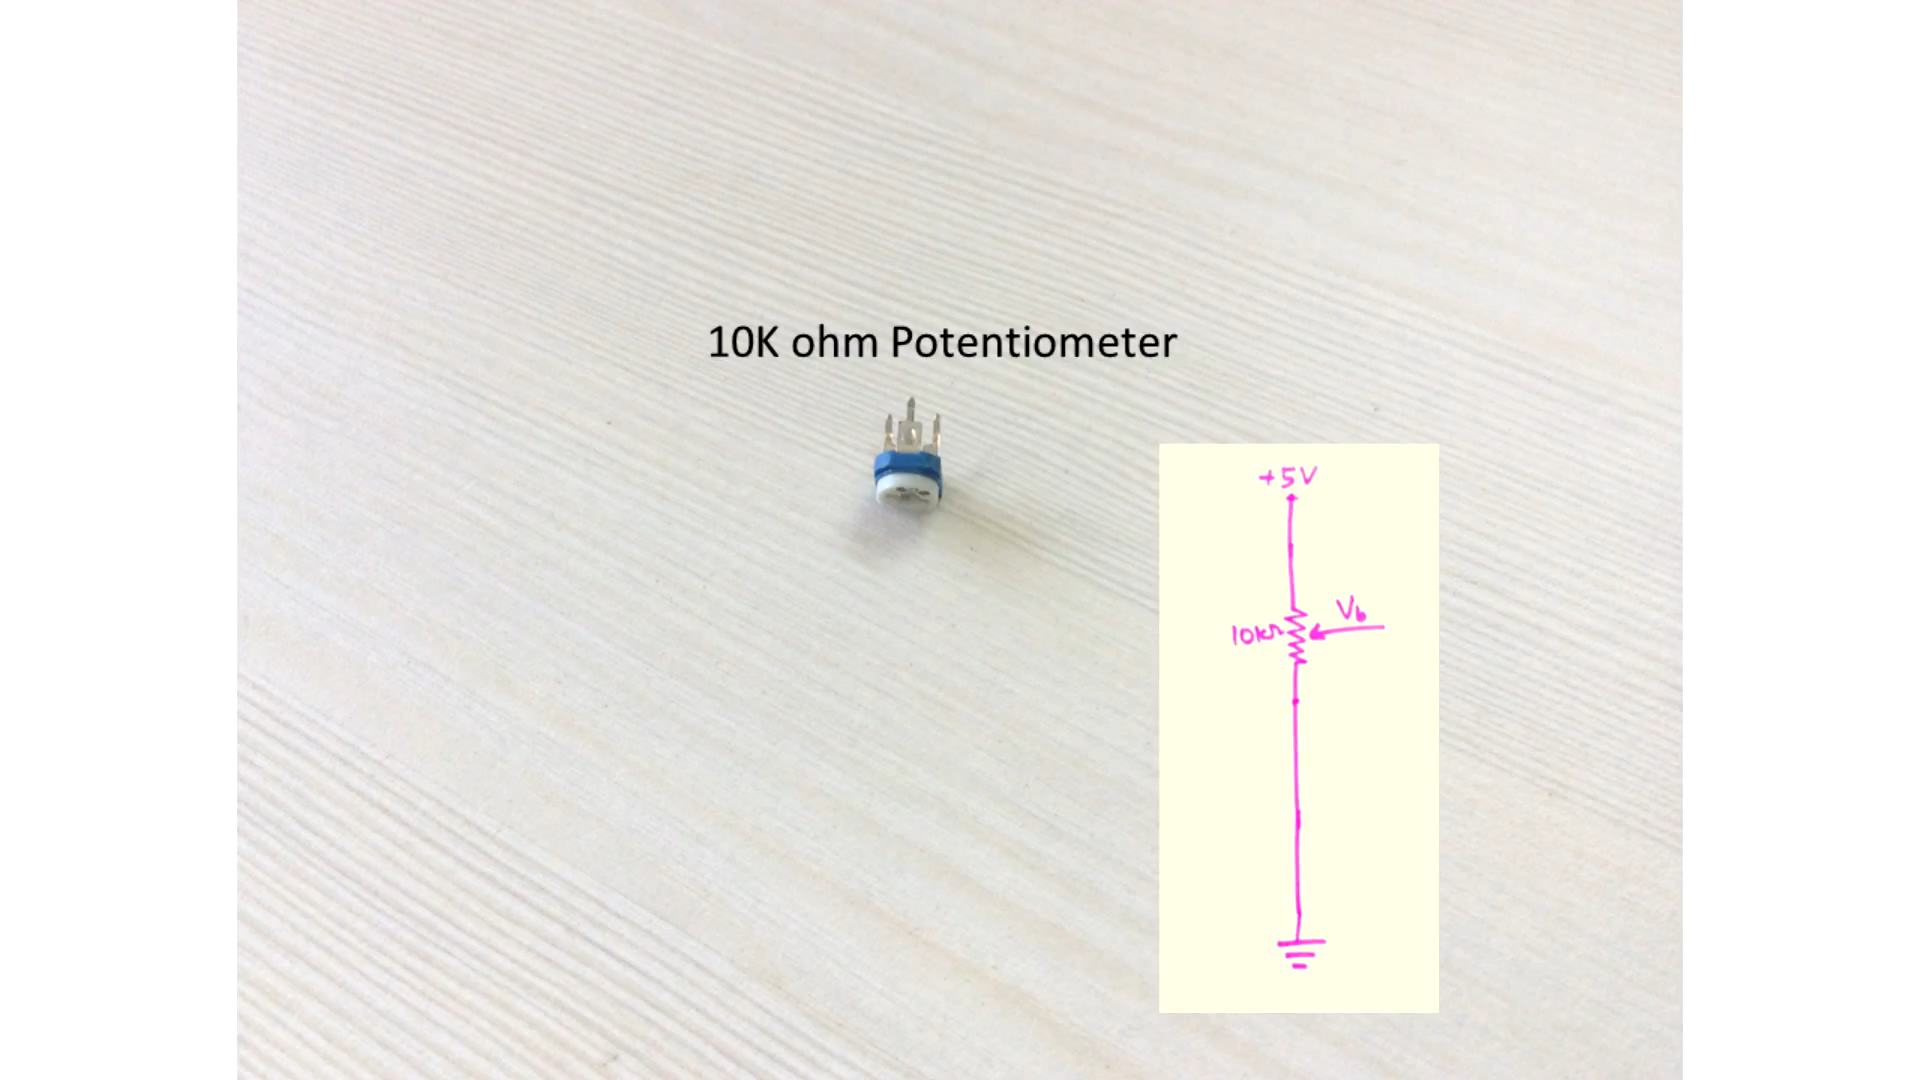 10K ohm Potentiometer
+5V
Vb
10kΩ